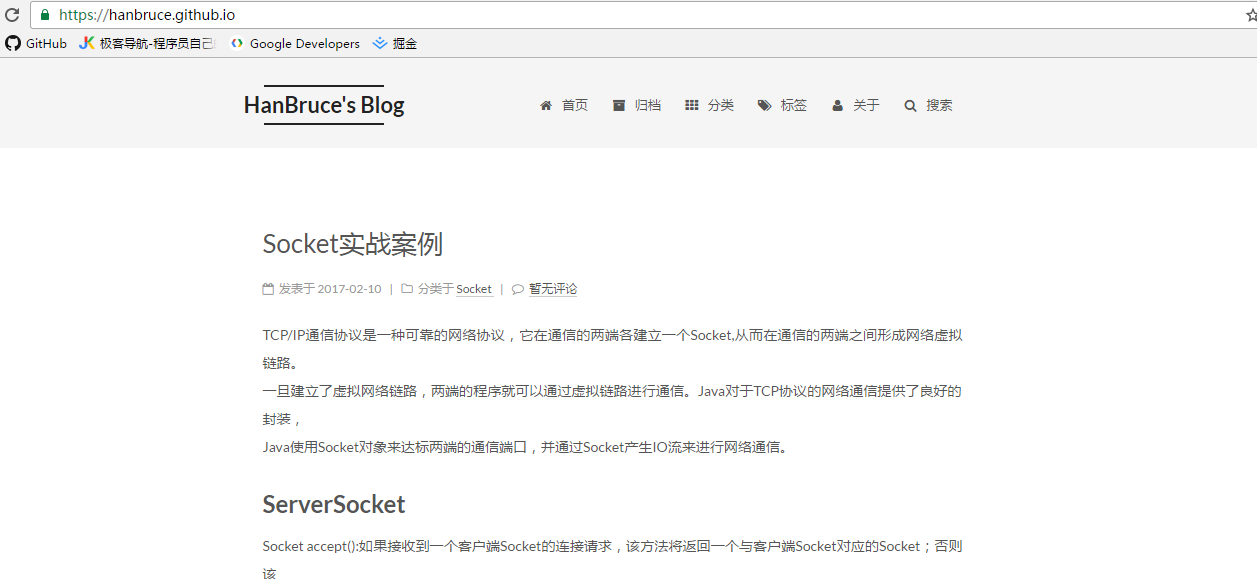 https://hanbruce.github.io
GitHub 极客导航-程序员自己 Google Developers 掘金
HanBruce's Blog 首页 归档 分类 标签 关于 搜索
Socket实战案例
发表于 2017-02-10 | 分类于 Socket | 暂无评论
TCP/IP通信协议是一种可靠的网络协议，它在通信的两端各建立一个Socket,从而在通信的两端之间形成网络虚拟
链路。
一旦建立了虚拟网络链路，两端的程序就可以通过虚拟链路进行通信。Java对于TCP协议的网络通信提供了良好的
封装，
Java使用Socket对象来达标两端的通信端口，并通过Socket产生IO流来进行网络通信。
ServerSocket
Socket accept():如果接收到一个客户端Socket的连接请求，该方法将返回一个与客户端Socket对应的Socket；否则
该